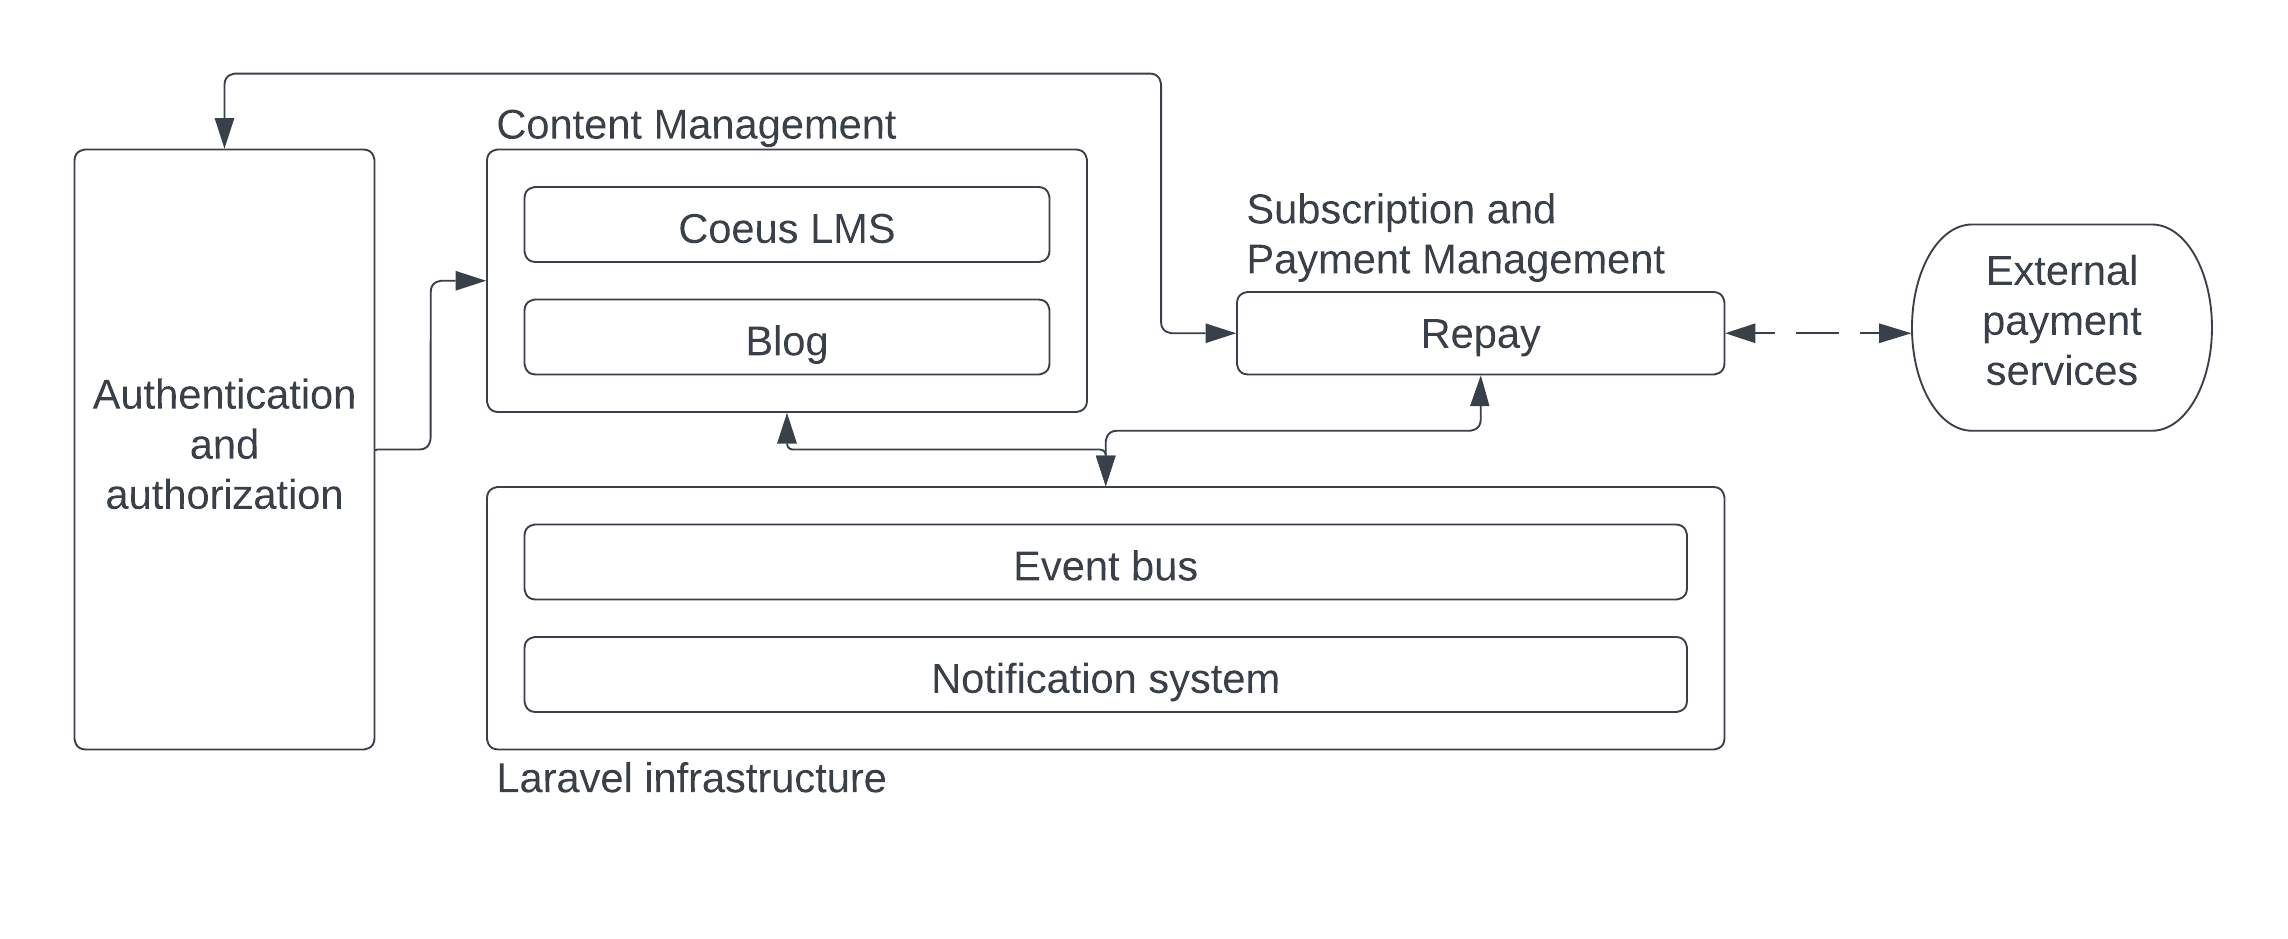 Content Management
Coeus LMS
Blog
Authentication
and
authorization
Subscription and
Payment Management
Repay
External
payment
services
Event bus
Notification system
Laravel infrastructure